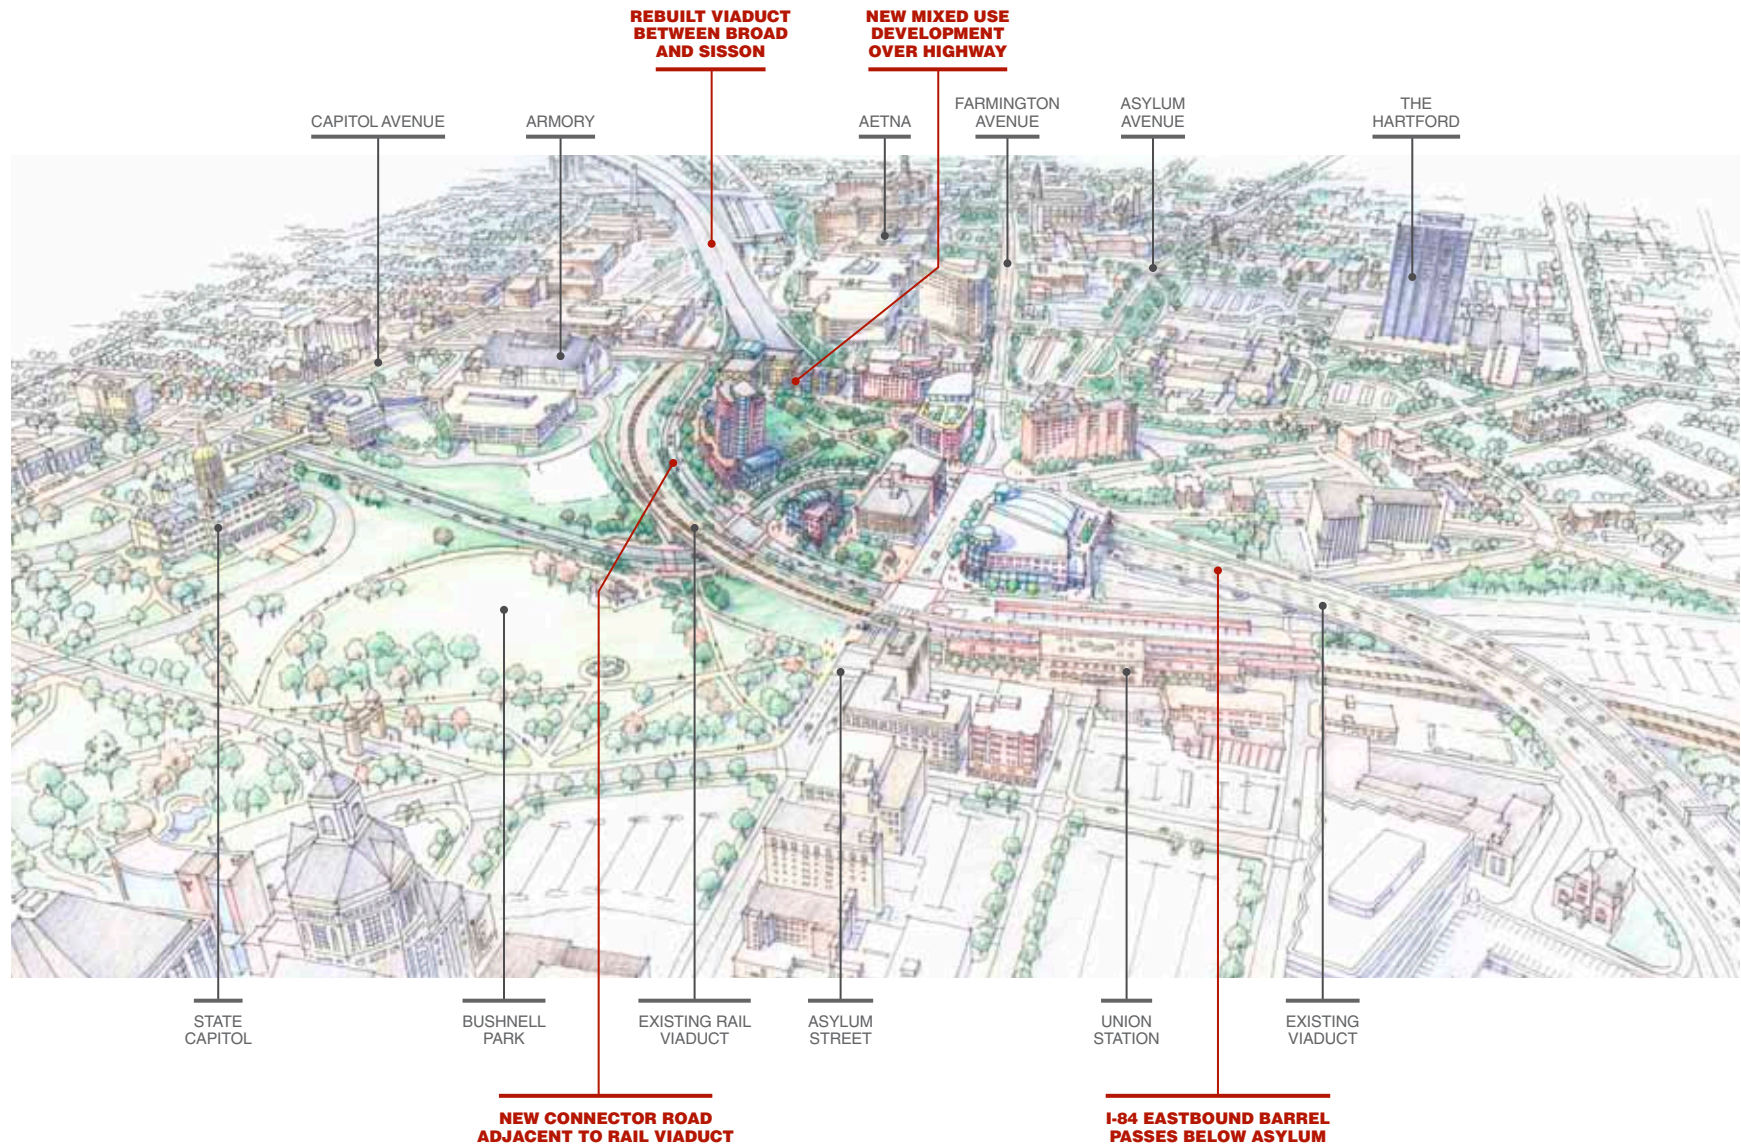 REBUILT VIADUCT
BETWEEN BROAD
AND SISSON
NEW MIXED USE
DEVELOPMENT
OVER HIGHWAY
CAPITOL AVENUE
ARMORY
AETNA
FARMINGTON
AVENUE
ASYLUM
AVENUE
THE
HARTFORD
STATE
CAPITOL
BUSHNELL
PARK
EXISTING RAIL
VIADUCT
ASYLUM
STREET
UNION
STATION
EXISTING
VIADUCT
NEW CONNECTOR ROAD
ADJACENT TO RAIL VIADUCT
I-84 EASTBOUND BARREL
PASSES BELOW ASYLUM